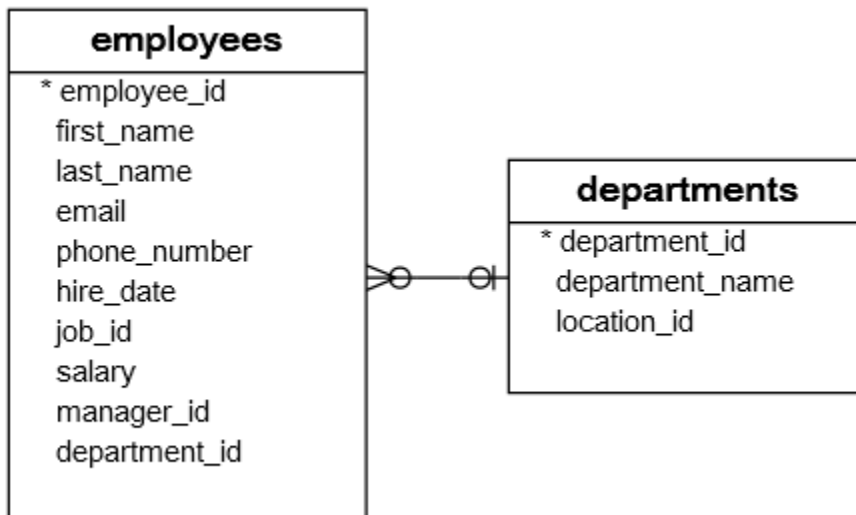 employees
* employee_id
first_name
last_name
email
phone_number
hire_date
job_id
salary
manager_id
department_id
departments
* department_id
department_name
location_id